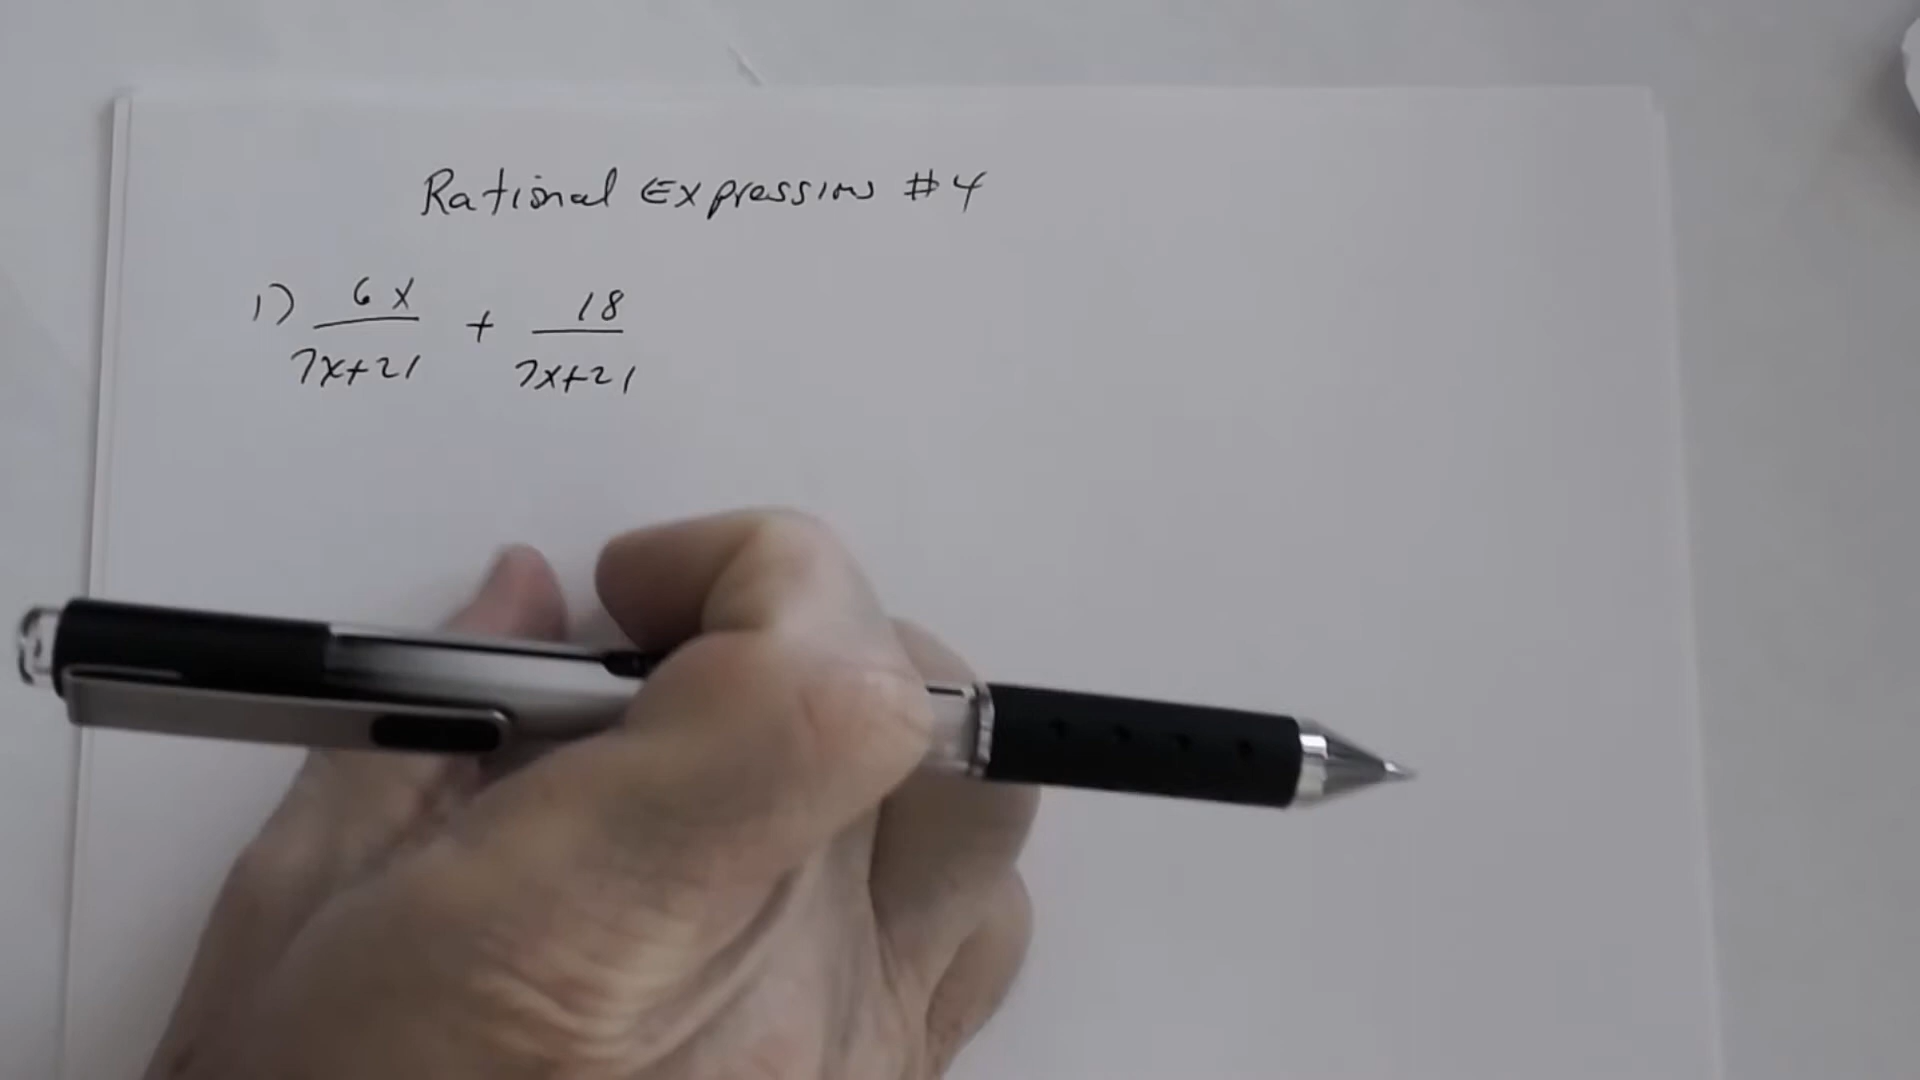 Rational Expression #4
1) 6x/7x+21 + 18/7x+21